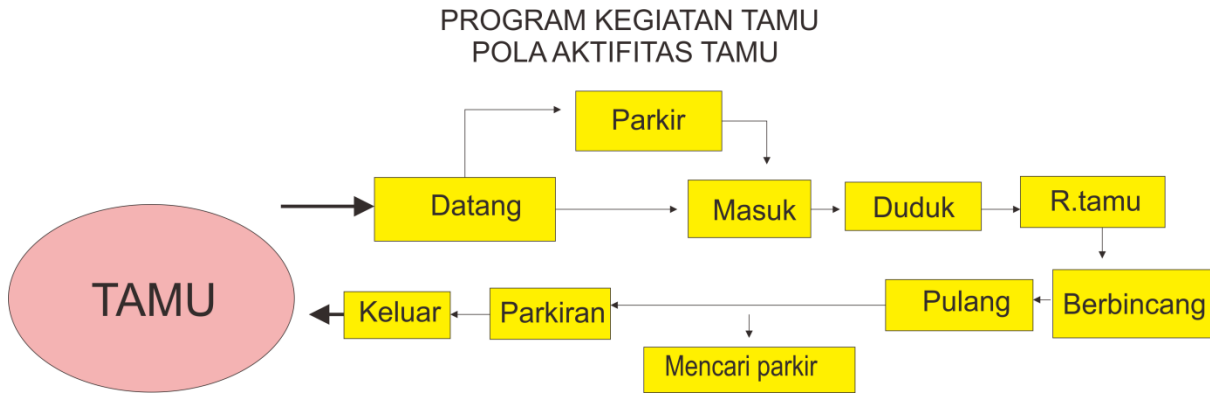 PROGRAM KEGIATAN TAMU
POLA AKTIFITAS TAMU
Parkir
Datang
Masuk
Duduk
R.tamu
TAMU
Keluar
Parkiran
Pulang
Berbincang
Mencari parkir